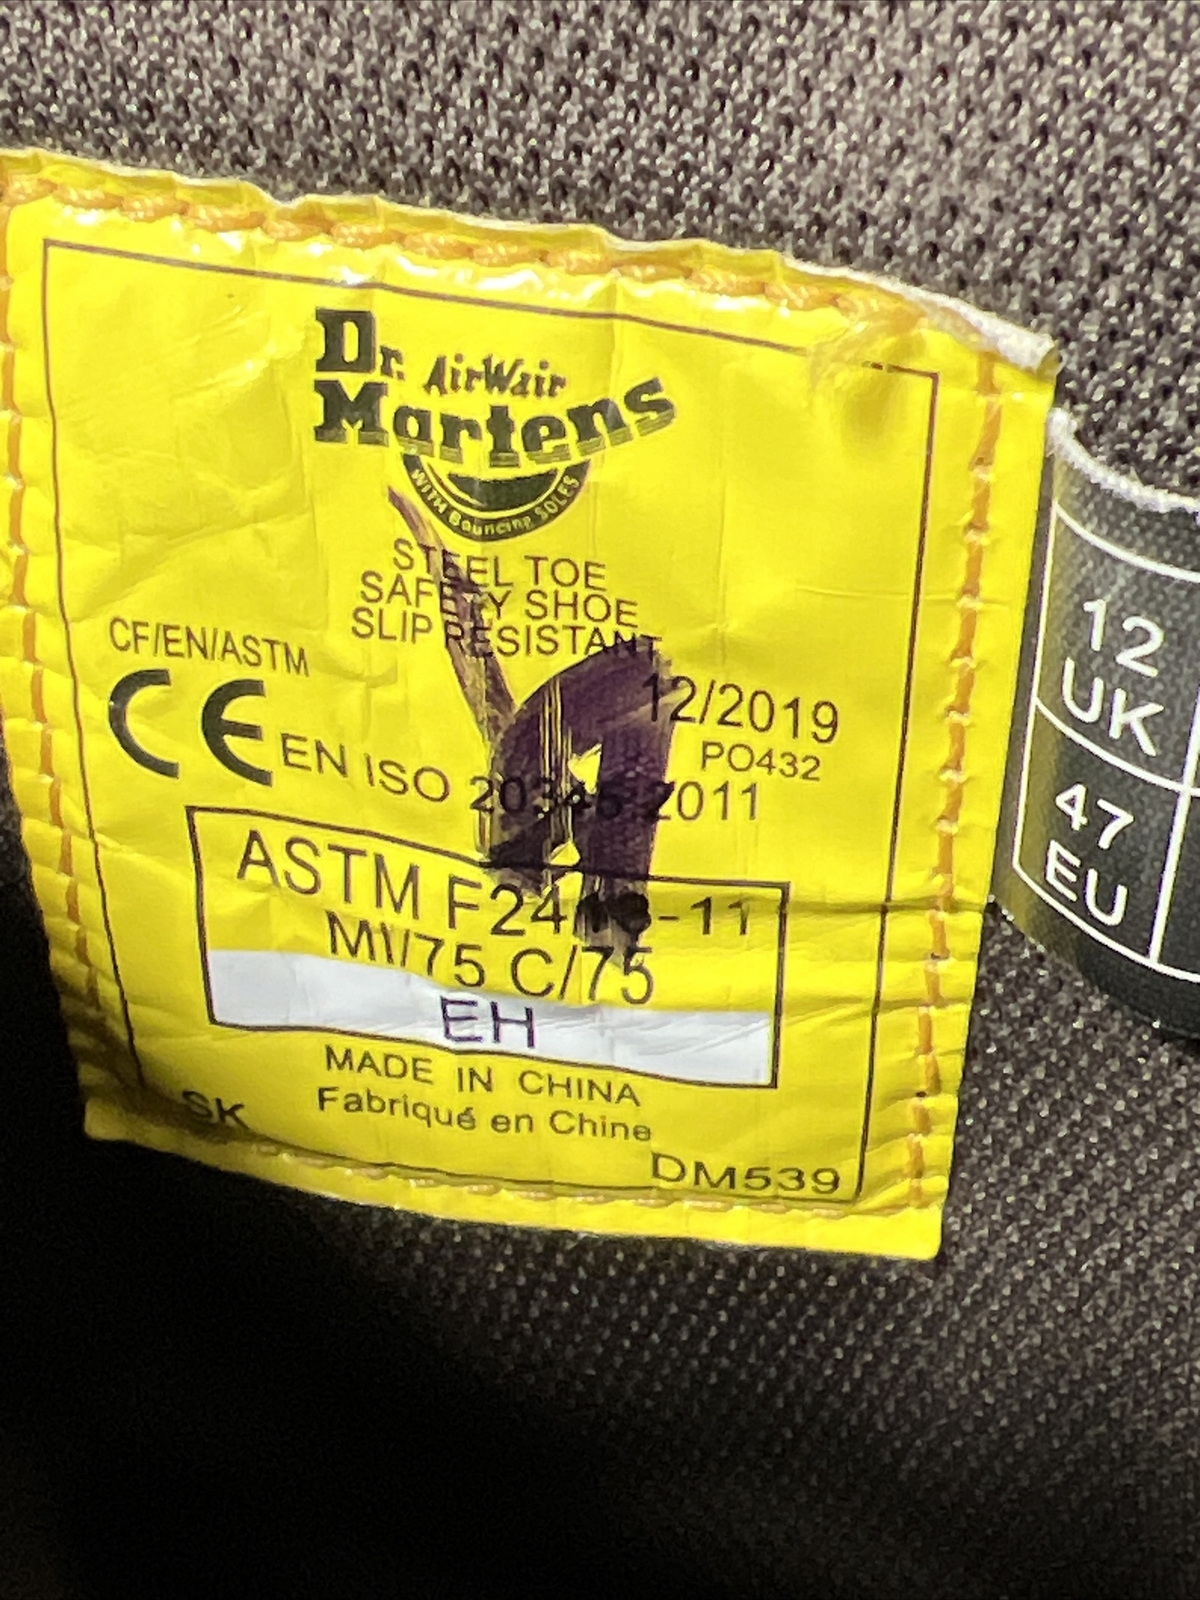 Dr. AirWair
Martens
WITH Bouncing SOLES
STEEL TOE
SAFETY SHOE
SLIP RESISTANT
CF/EN/ASTM
12/2019
PO432
CE EN ISO 20345:2011
ASTM F2413-11
MI/75 C/75
EH
MADE IN CHINA
Fabriqué en Chine
SK
DM539
12
UK
47
EU